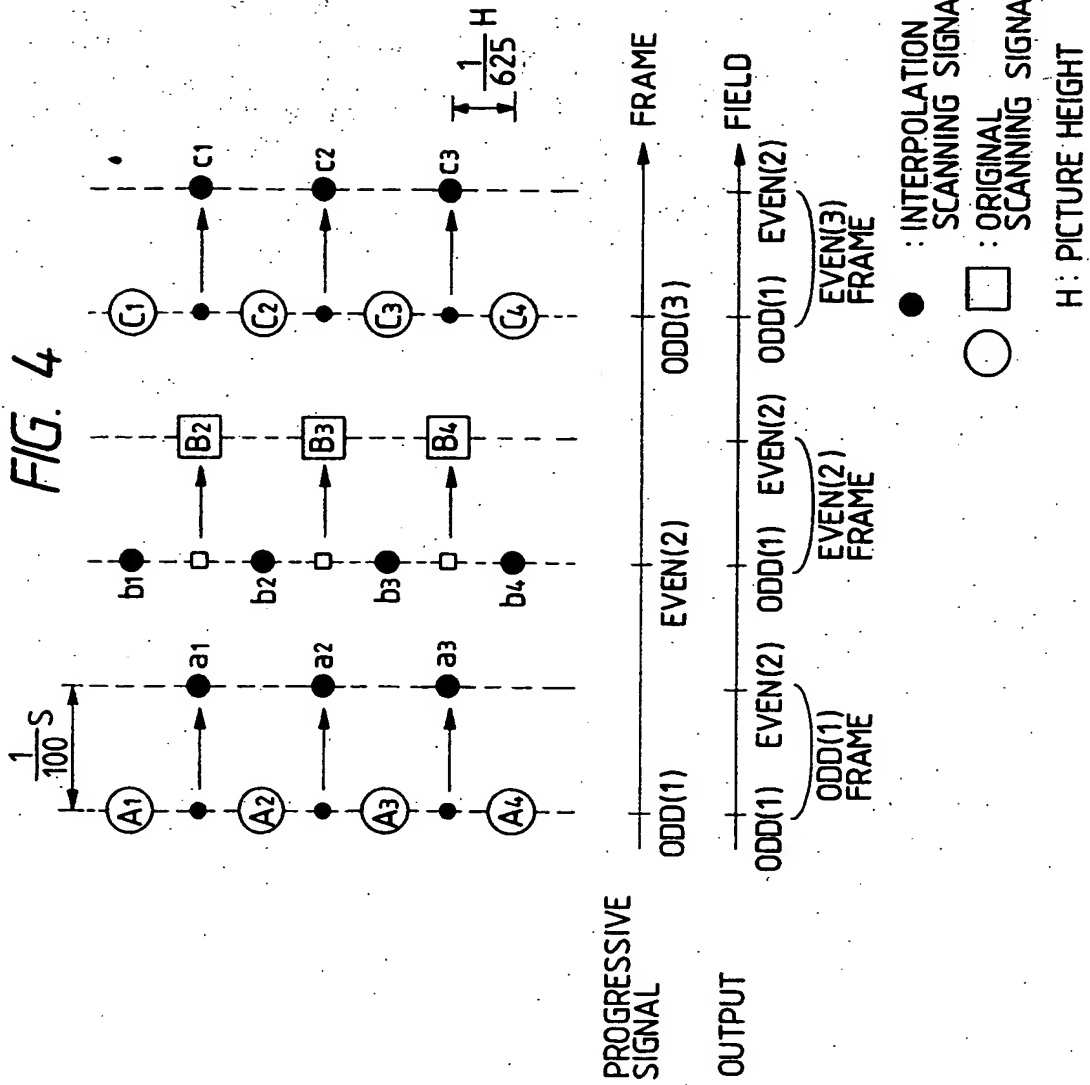 FIG. 4
1/100 S
A1
A2
A3
A4
a1
a2
a3
b1
b2
b3
b4
B2
B3
B4
C1
C2
C3
C4
c1
c2
c3
1/625 H
PROGRESSIVE
SIGNAL
ODD(1)
EVEN(2)
ODD(3)
FRAME
OUTPUT
ODD(1) EVEN(2) ODD(1) EVEN(2) ODD(1) EVEN(2)
FIELD
ODD(1)
FRAME
EVEN(2)
FRAME
EVEN(3)
FRAME
: INTERPOLATION
SCANNING SIGNA
: ORIGINAL
SCANNING SIGNA
H : PICTURE HEIGHT